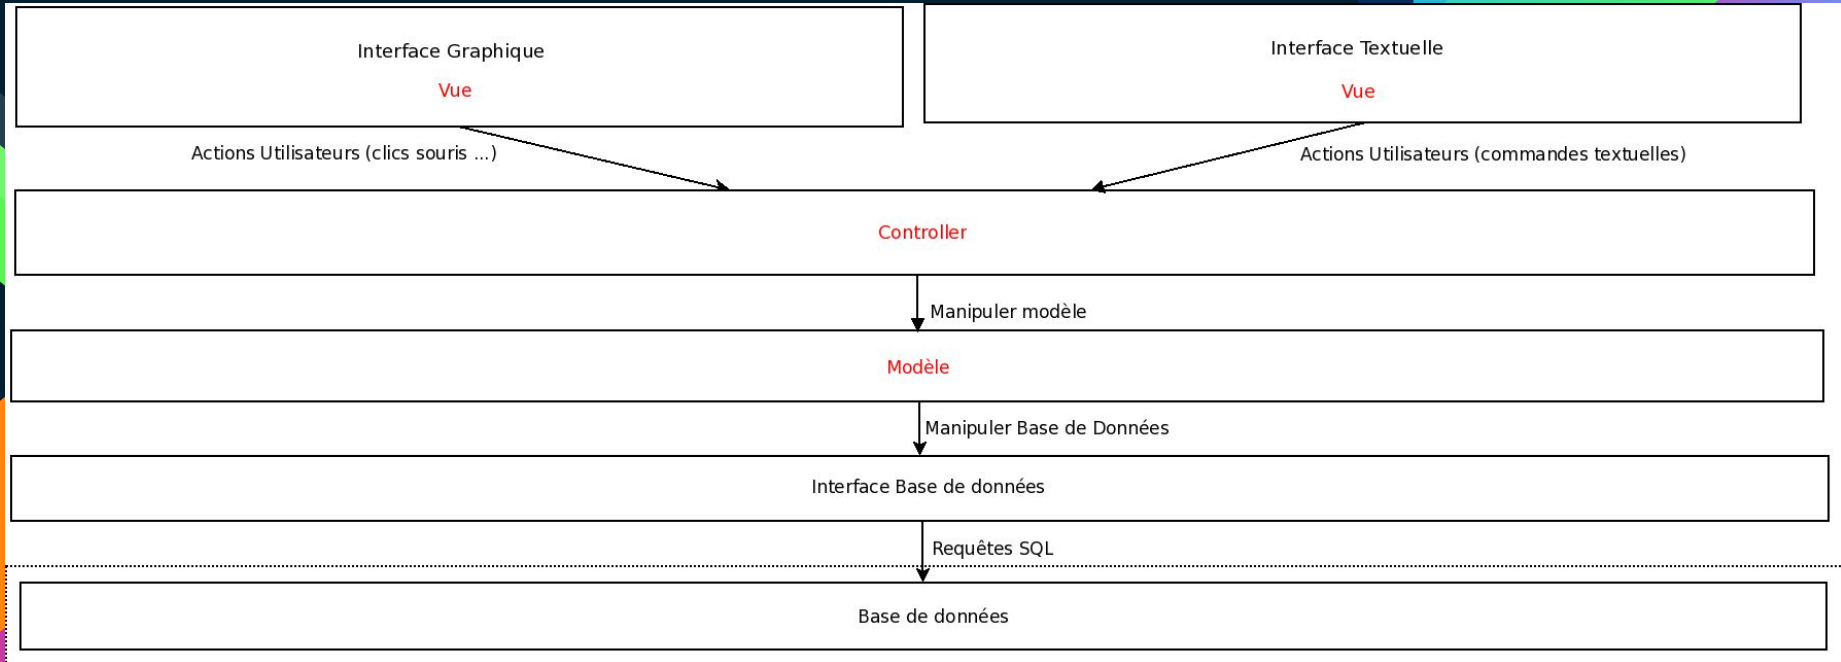 Interface Graphique
Vue
Interface Textuelle
Vue
Actions Utilisateurs (clics souris ...)
Actions Utilisateurs (commandes textuelles)
Controller
Manipuler modèle
Modèle
Manipuler Base de Données
Interface Base de données
Requêtes SQL
Base de données